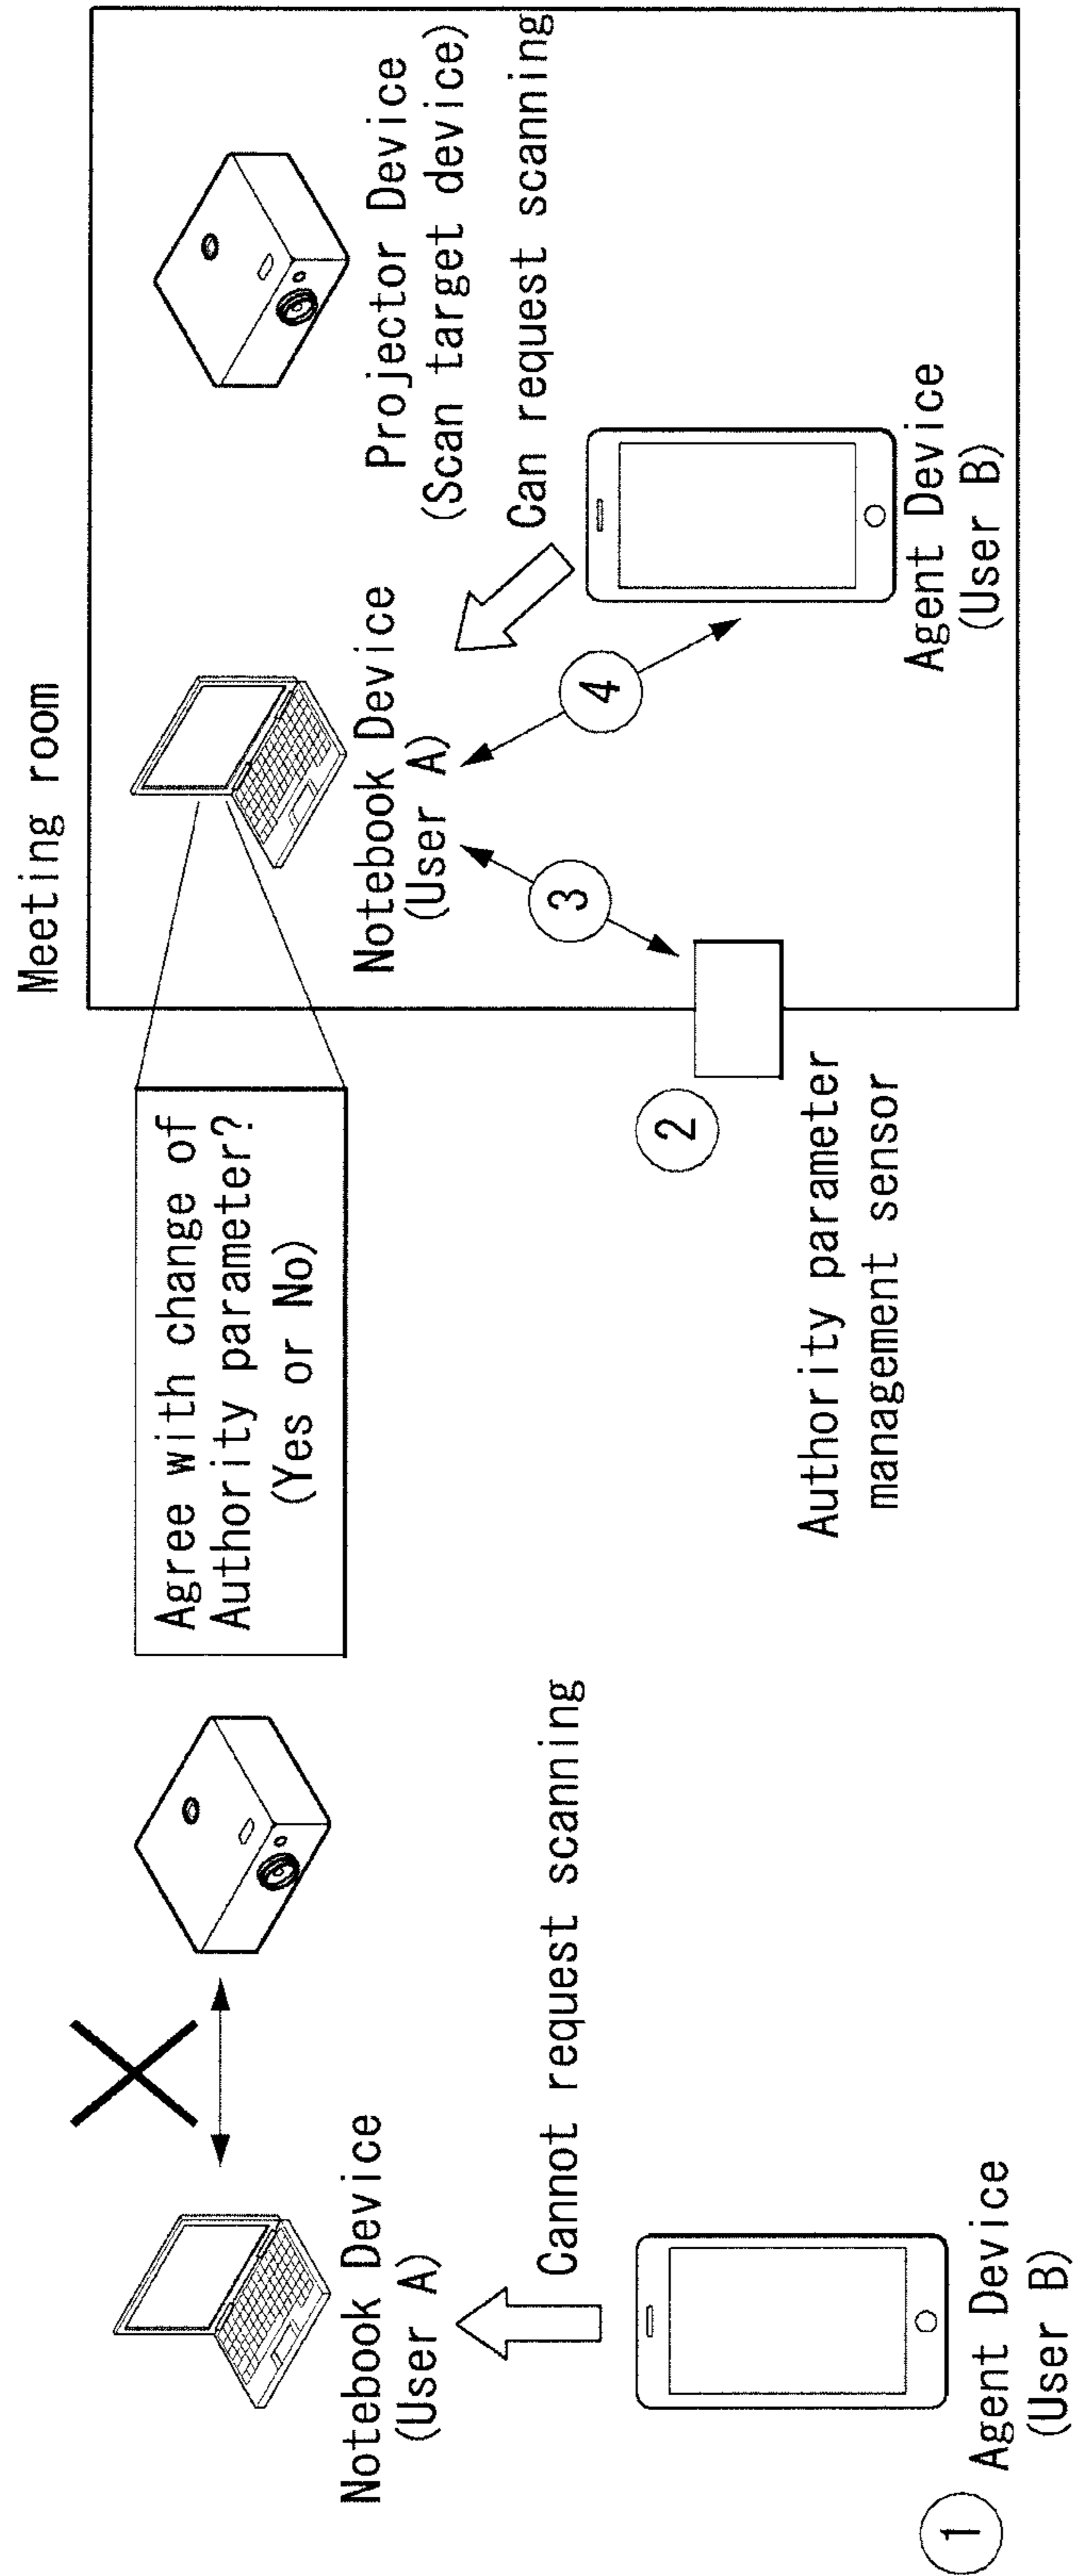 Notebook Device
(User A)
Cannot request scanning
1
Agent Device
(User B)
Meeting room
Agree with change of
Authority parameter?
(Yes or No)
2
Authority parameter
management sensor
3
Notebook Device
(User A)
4
Projector Device
(Scan target device)
Can request scanning
Agent Device
(User B)